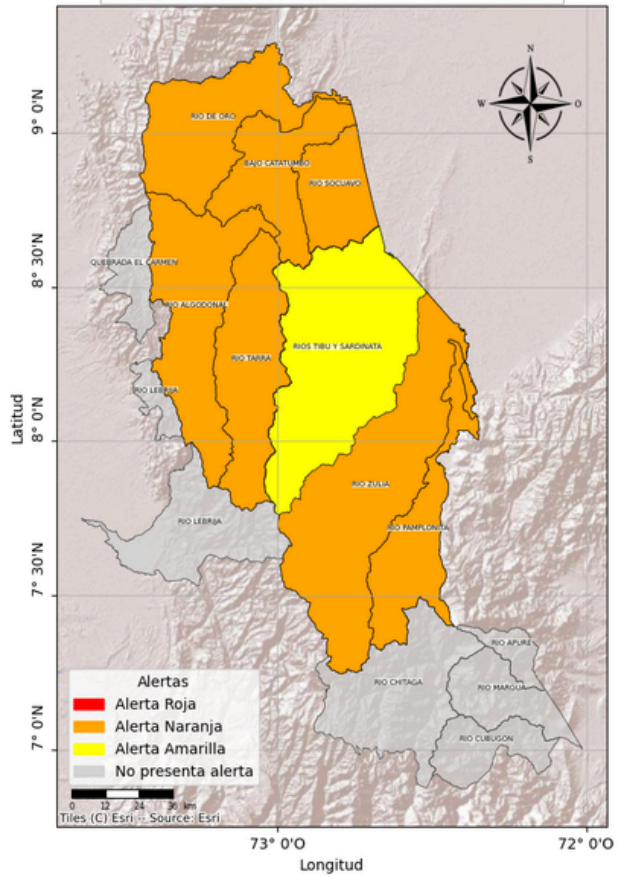 N
W
O
S
9° 0'N
8° 30'N
8° 0'N
7° 30'N
7° 0'N
Latitud
RIO DE ORO
BAJO CATATUMBO
RIO SOCUAVO
QUEBRADA EL CARMEN
RIO ALGODONAL
RIOS TIBU Y SARDINATA
RIO TARRA
RIO LEBRIJA
RIO ZULIA
RIO LEBRIJA
RIO PAMPLONITA
RIO APURE
RIO CHITAGA
RIO MARGUA
RIO CUBUGON
Alertas
Alerta Roja
Alerta Naranja
Alerta Amarilla
No presenta alerta
0 12 24 36 km
Tiles (C) Esri -- Source: Esri
73° 0'O
72° 0'O
Longitud